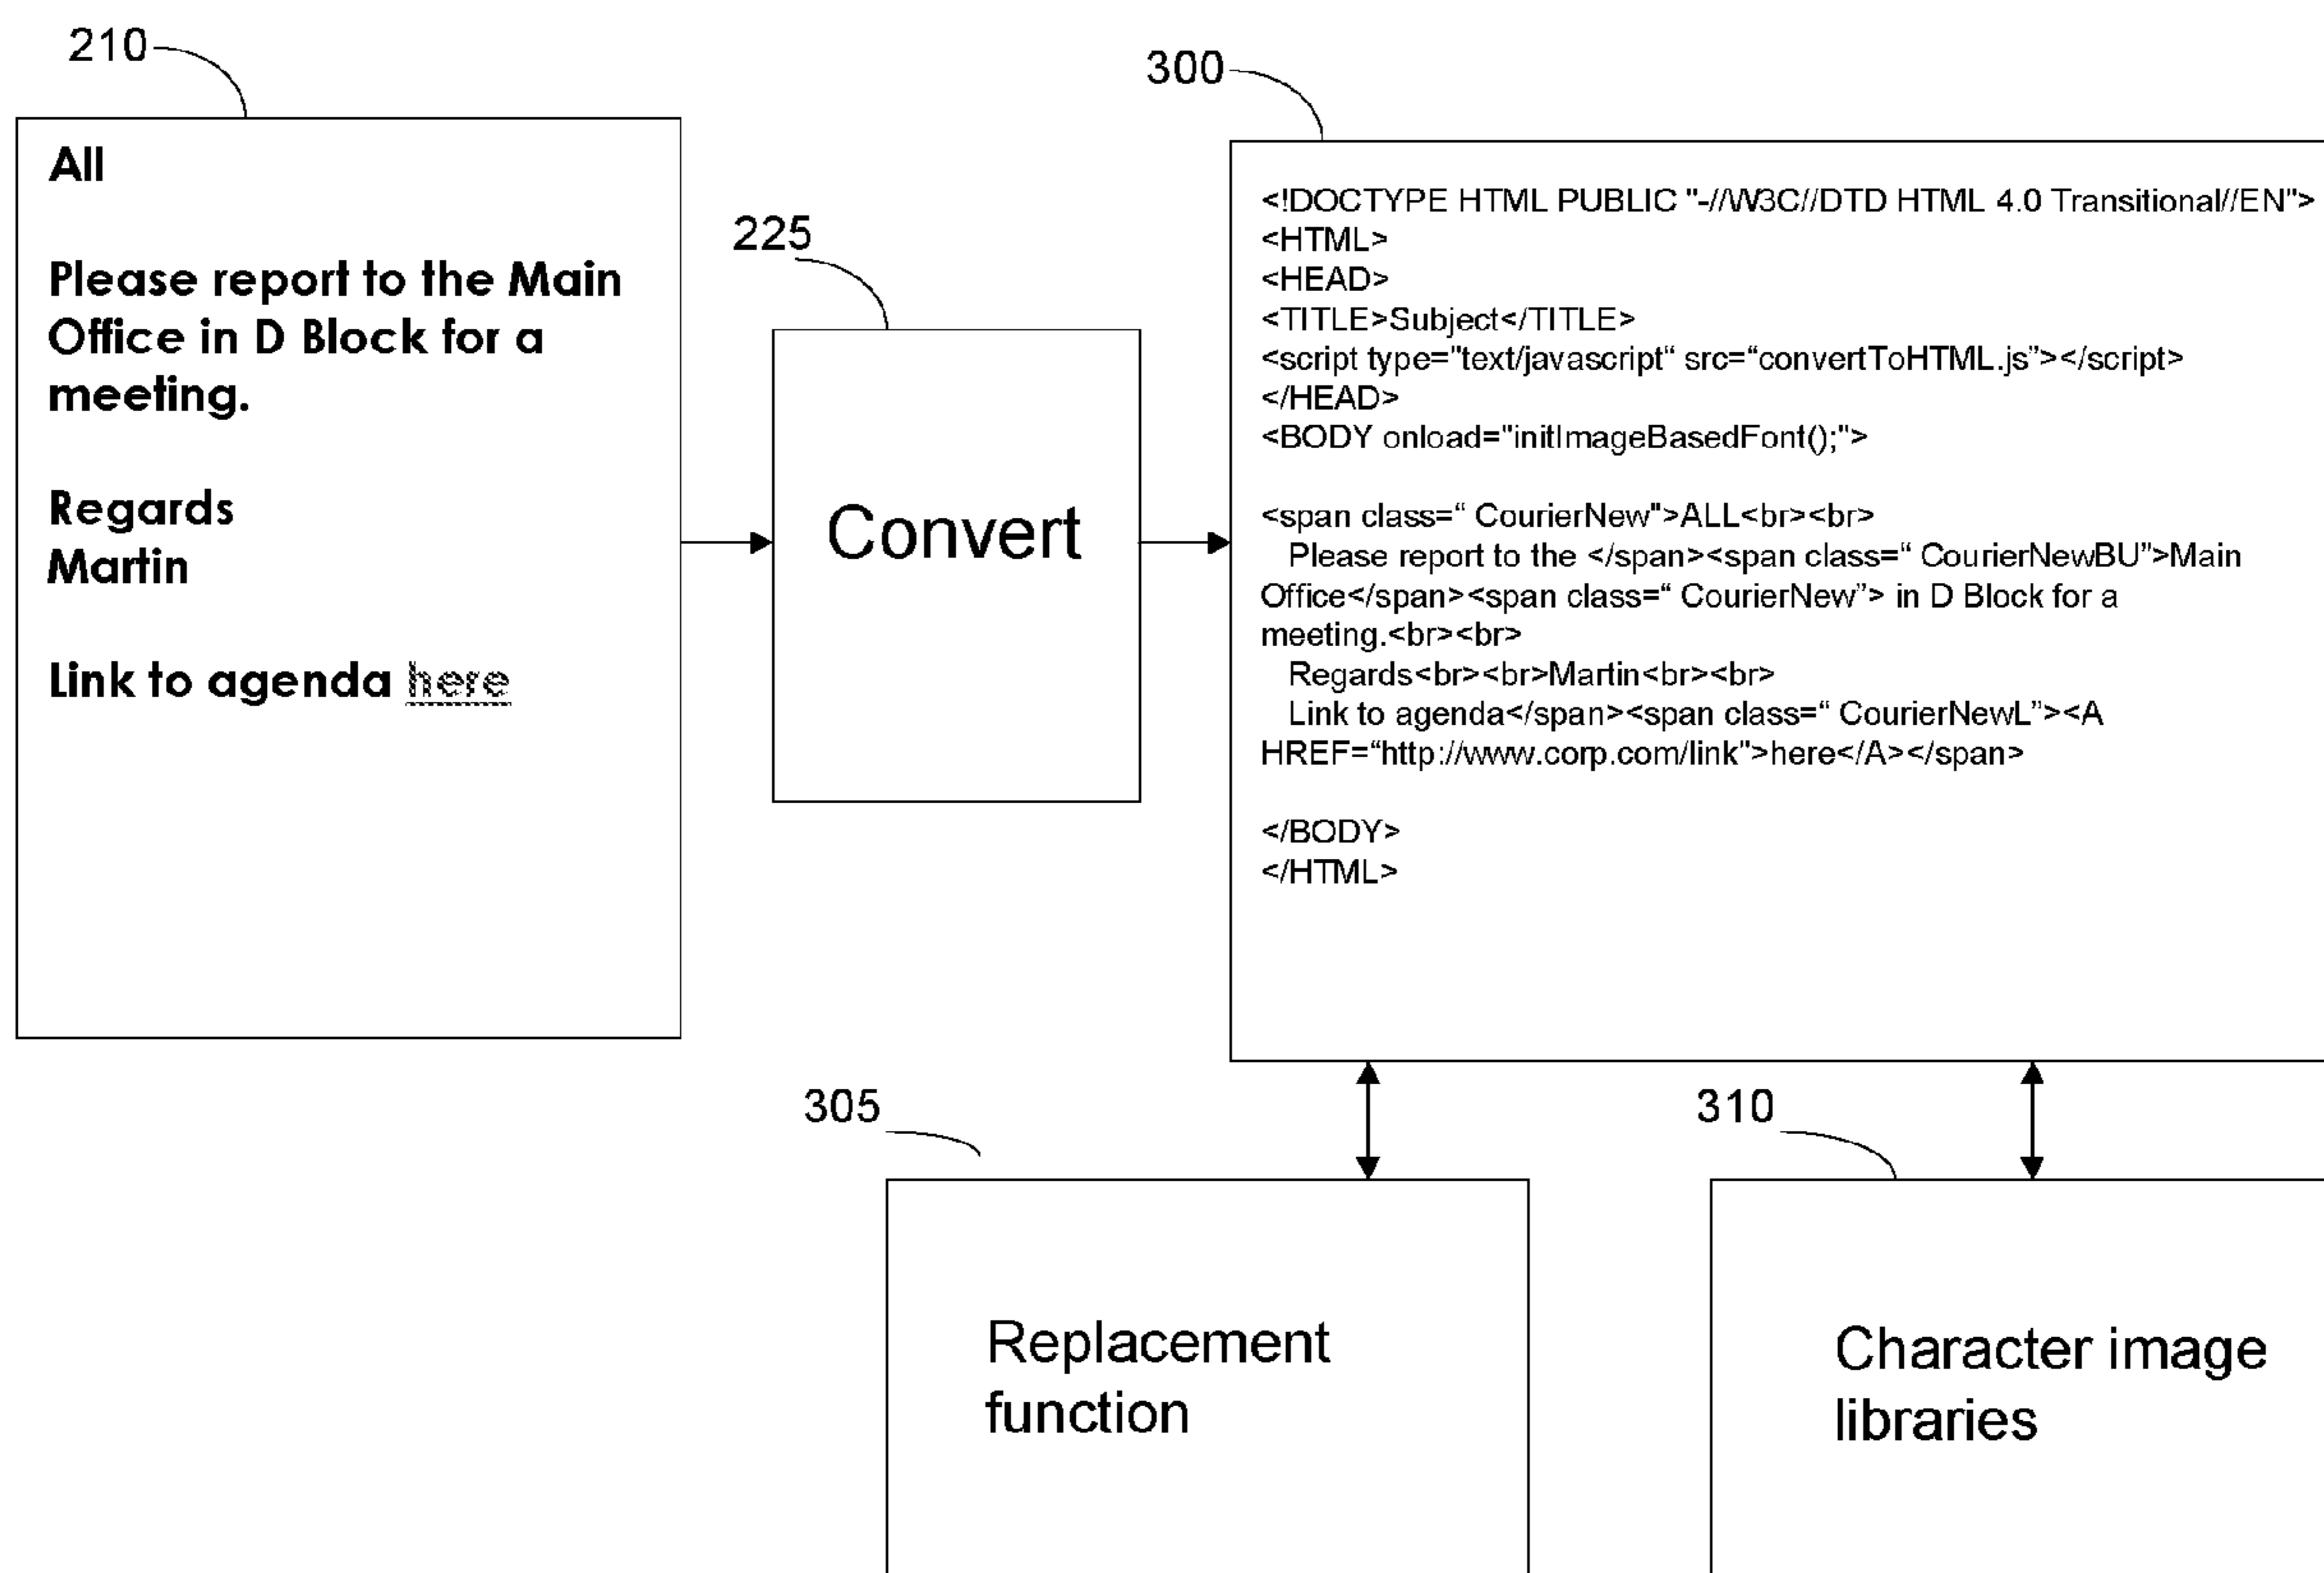 210
300
All
Please report to the Main
Office in D Block for a
meeting.
Regards
Martin
Link to agenda here
225
Convert
<!DOCTYPE HTML PUBLIC "-//W3C//DTD HTML 4.0 Transitional//EN">
<HTML>
<HEAD>
<TITLE>Subject</TITLE>
<script type="text/javascript“ src=“convertToHTML.js”></script>
</HEAD>
<BODY onload="initImageBasedFont();">
<span class=“ CourierNew">ALL<br><br>
Please report to the </span><span class=“ CourierNewBU”>Main
Office</span><span class=“ CourierNew”> in D Block for a
meeting.<br><br>
Regards<br><br>Martin<br><br>
Link to agenda</span><span class=“ CourierNewL”><A
HREF=“http://www.corp.com/link">here</A></span>
</BODY>
</HTML>
305
310
Replacement
function
Character image
libraries